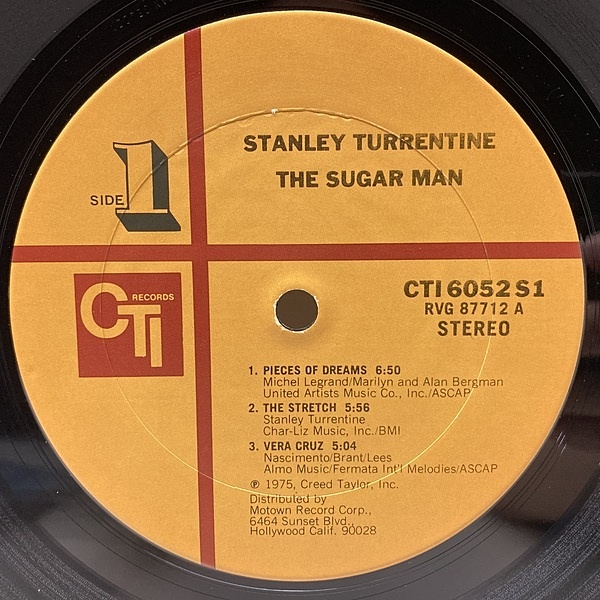 STANLEY TURRENTINE
THE SUGAR MAN
SIDE 1
CTI RECORDS
CTI 6052 S1
RVG 87712 A
STEREO
1. PIECES OF DREAMS 6:50
Michel Legrand/Marilyn and Alan Bergman
United Artists Music Co., Inc./ASCAP
2. THE STRETCH 5:56
Stanley Turrentine
Char-Liz Music, Inc./BMI
3. VERA CRUZ 5:04
Nascimento/Brant/Lees
Almo Music/Fermata Int'l Melodies/ASCAP
℗ 1975, Creed Taylor, Inc.
Distributed by
Motown Record Corp.,
6464 Sunset Blvd.,
Hollywood Calif. 90028